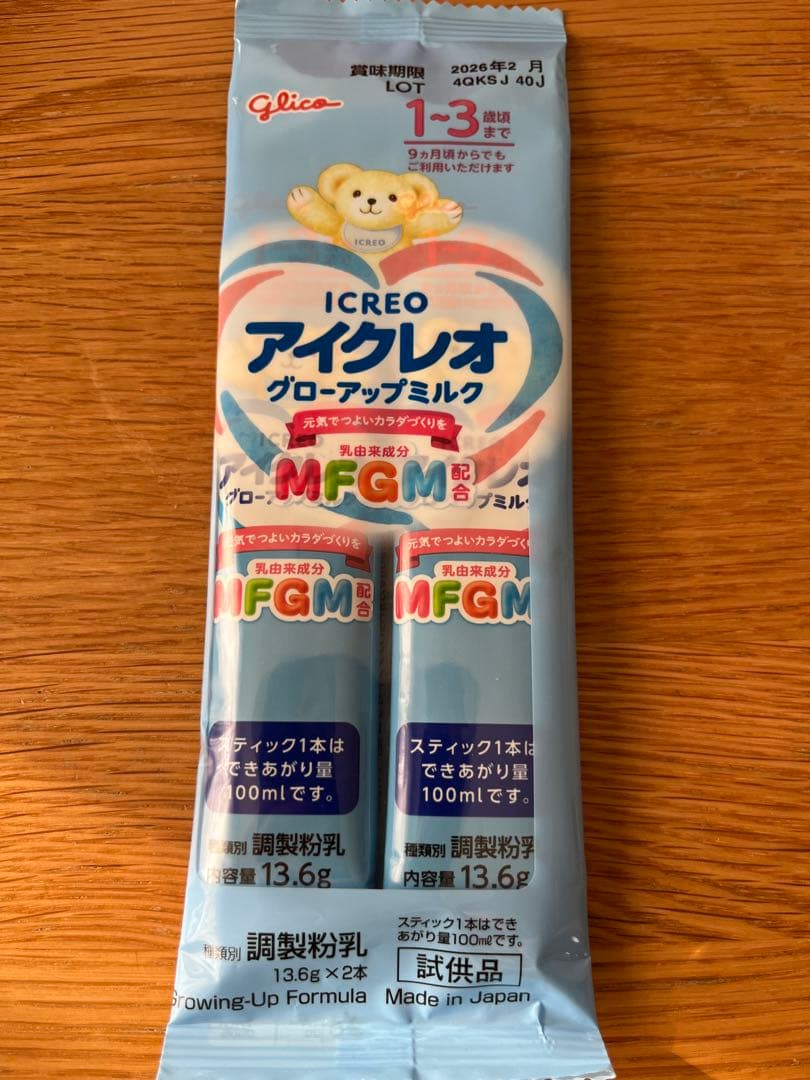 賞味期限 2026年2 月
LOT 4QKSJ 40J
glico
1~3歳頃まで
9ヵ月頃からでも
ご利用いただけます
ICREO
ICREO
アイクレオ
グローアップミルク
元気でつよいカラダづくりを
乳由来成分
MFGM配合
元気でつよいカラダづくりを
乳由来成分
MFGM配合
スティック1本は
できあがり量
100mlです。
種類別 調製粉乳
内容量 13.6g
元気でつよいカラダづくり
乳由来成分
MFGM
スティック1本は
できあがり量
100mlです。
種類別 調製粉乳
内容量 13.6g
種類別 調製粉乳
13.6g×2本
Growing-Up Formula
スティック1本はでき
あがり量100mlです。
試供品
Made in Japan